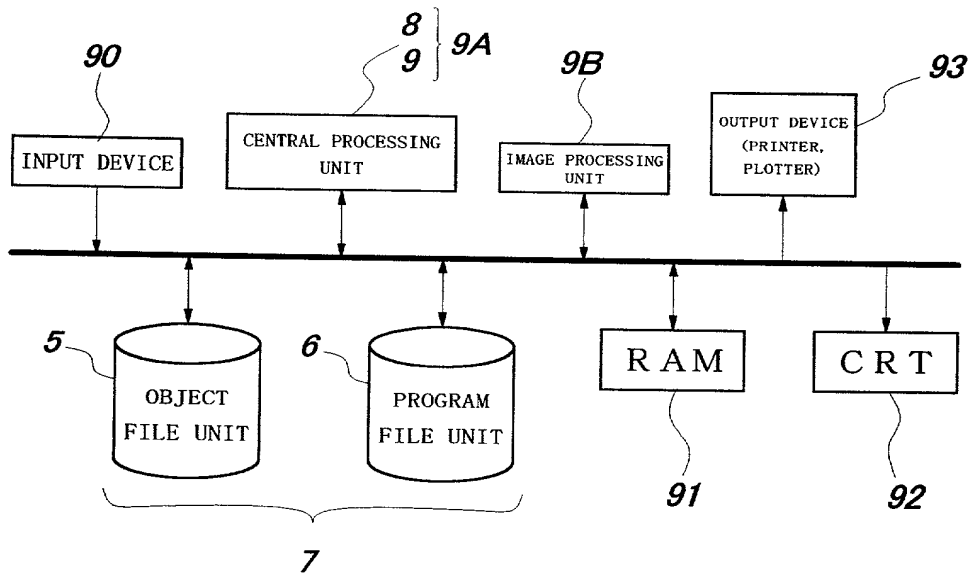 8
9
9A
90
9B
93
INPUT DEVICE
CENTRAL PROCESSING
UNIT
IMAGE PROCESSING
UNIT
OUTPUT DEVICE
(PRINTER,
PLOTTER)
5
OBJECT
FILE UNIT
6
PROGRAM
FILE UNIT
RAM
CRT
91
92
7